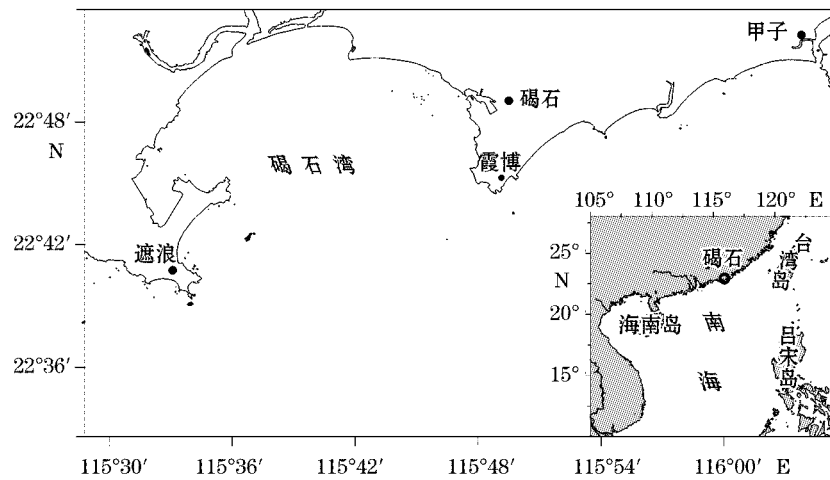 甲子
碣石
22°48′
N
霞博
碣石湾
105° 110° 115° 120° E
22°42′
遮浪
25°
N
20°
15°
碣石
台湾岛
海南岛
南海
吕宋岛
22°36′
115°30′ 115°36′ 115°42′ 115°48′ 115°54′ 116°00′ E